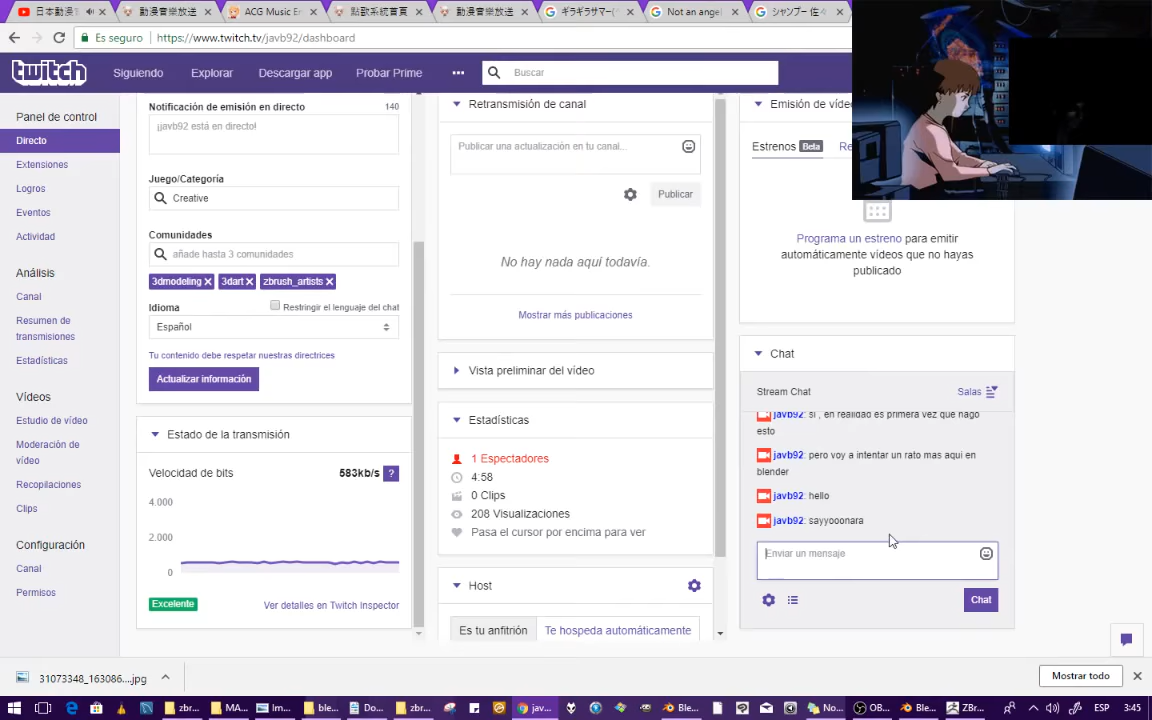 日本動漫
動漫音樂放送
ACG Music E
點歌系統首頁
動漫音樂放送
ギラギラサマー(^
Not an angel
シャンプー 佐々
Es seguro
https://www.twitch.tv/javb92/dashboard
twitch
Siguiendo
Explorar
Descargar app
Probar Prime
Buscar
Panel de control
Directo
Extensiones
Logros
Eventos
Actividad
Análisis
Canal
Resumen de
transmisiones
Estadísticas
Vídeos
Estudio de vídeo
Moderación de
vídeo
Recopilaciones
Clips
Configuración
Canal
Permisos
Notificación de emisión en directo 140
¡javb92 está en directo!
Juego/Categoría
Creative
Comunidades
añade hasta 3 comunidades
3dmodeling 3dart zbrush_artists
Idioma
Restringir el lenguaje del chat
Español
Tu contenido debe respetar nuestras directrices
Actualizar información
Estado de la transmisión
Velocidad de bits 583kb/s ?
4.000
2.000
0
Excelente
Ver detalles en Twitch Inspector
Retransmisión de canal
Publicar una actualización en tu canal...
Publicar
No hay nada aquí todavía.
Mostrar más publicaciones
Vista preliminar del vídeo
Estadísticas
1 Espectadores
4:58
0 Clips
208 Visualizaciones
Pasa el cursor por encima para ver
Host
Es tu anfitrión
Te hospeda automáticamente
Emisión de víde
Estrenos Beta Re
Programa un estreno para emitir
automáticamente vídeos que no hayas
publicado
Chat
Stream Chat Salas
javb92: si , en realidad es primera vez que hago
esto
javb92: pero voy a intentar un rato mas aqui en
blender
javb92: hello
javb92: sayyooonara
Enviar un mensaje
Chat
31073348_163086....jpg
Mostrar todo
zbr...
MA...
Im...
ble...
Do...
zbr...
jav...
Ble...
No...
OB...
Ble...
ZBr...
ESP
3:45